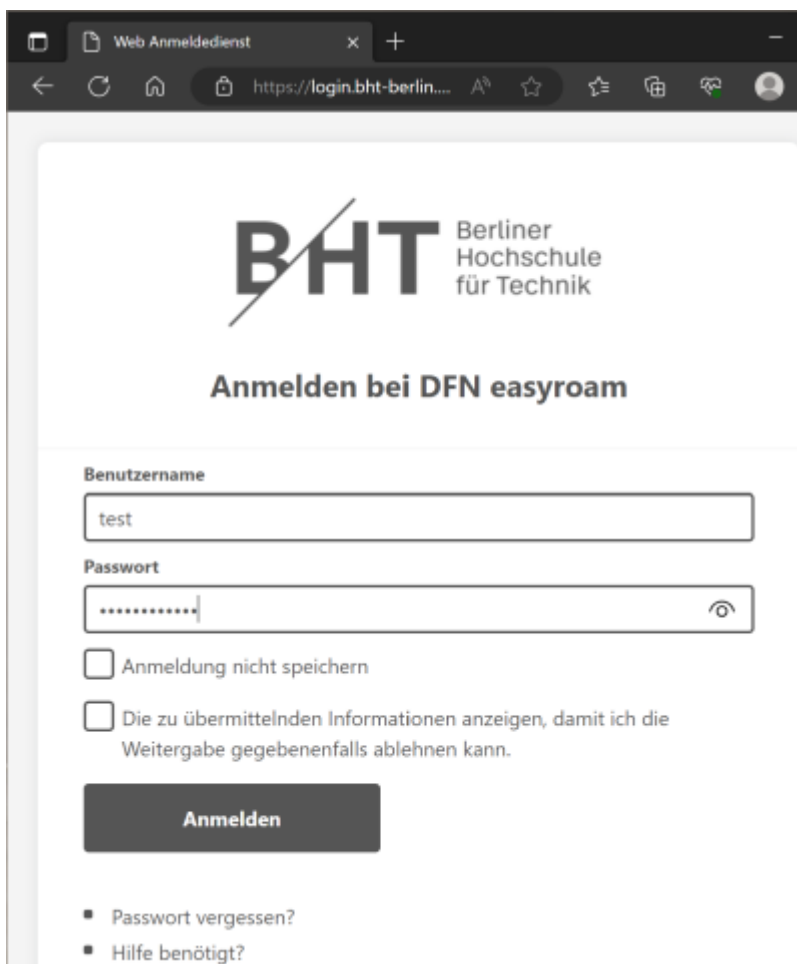 Web Anmeldedienst
https://login.bht-berlin....
BHT
Berliner
Hochschule
für Technik
Anmelden bei DFN easyroam
Benutzername
test
Passwort
••••••••••••
Anmeldung nicht speichern
Die zu übermittelnden Informationen anzeigen, damit ich die
Weitergabe gegebenenfalls ablehnen kann.
Anmelden
Passwort vergessen?
Hilfe benötigt?